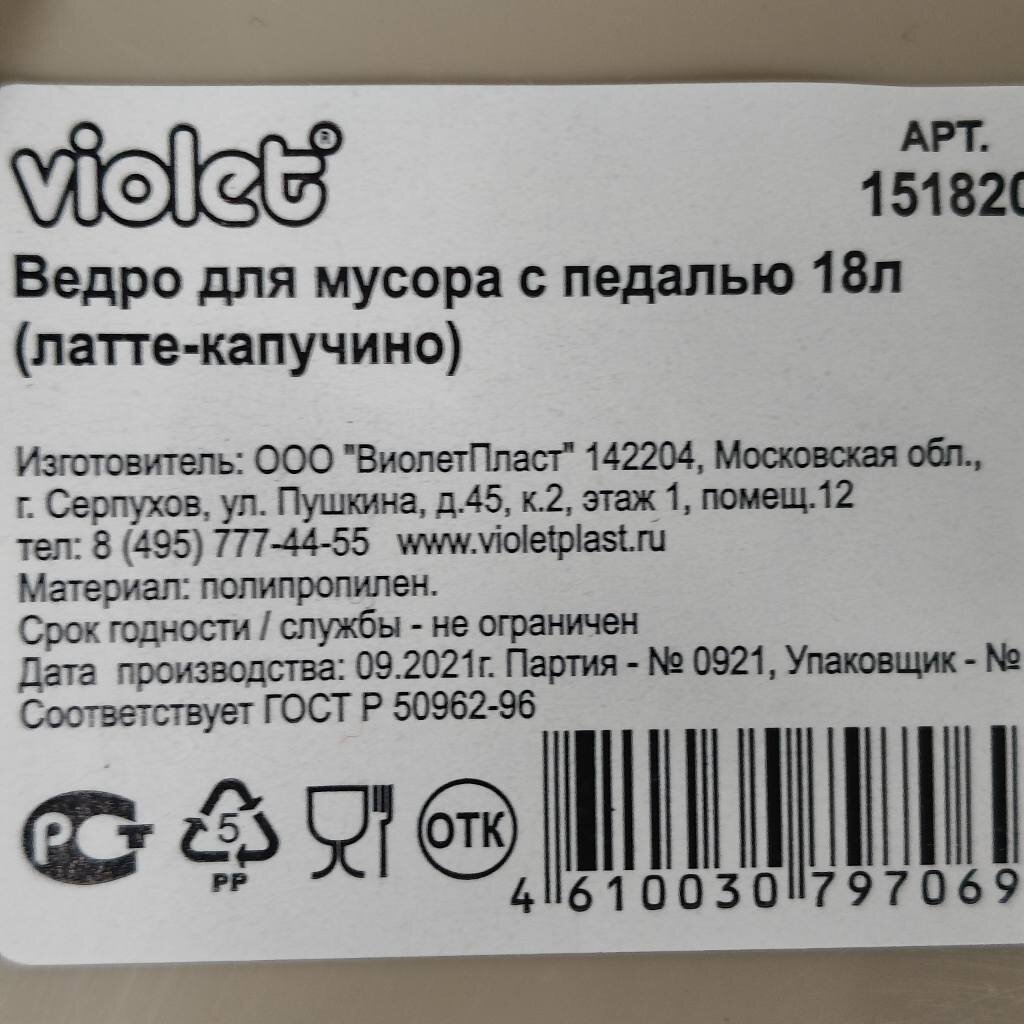 violet®
АРТ.
151820
Ведро для мусора с педалью 18л
(латте-капучино)
Изготовитель: ООО "ВиолетПласт" 142204, Московская обл.,
г. Серпухов, ул. Пушкина, д.45, к.2, этаж 1, помещ.12
тел: 8 (495) 777-44-55 www.violetplast.ru
Материал: полипропилен.
Срок годности / службы - не ограничен
Дата производства: 09.2021г. Партия - № 0921, Упаковщик - №
Соответствует ГОСТ Р 50962-96
РСТ
5
PP
ОТК
4 610030 797069